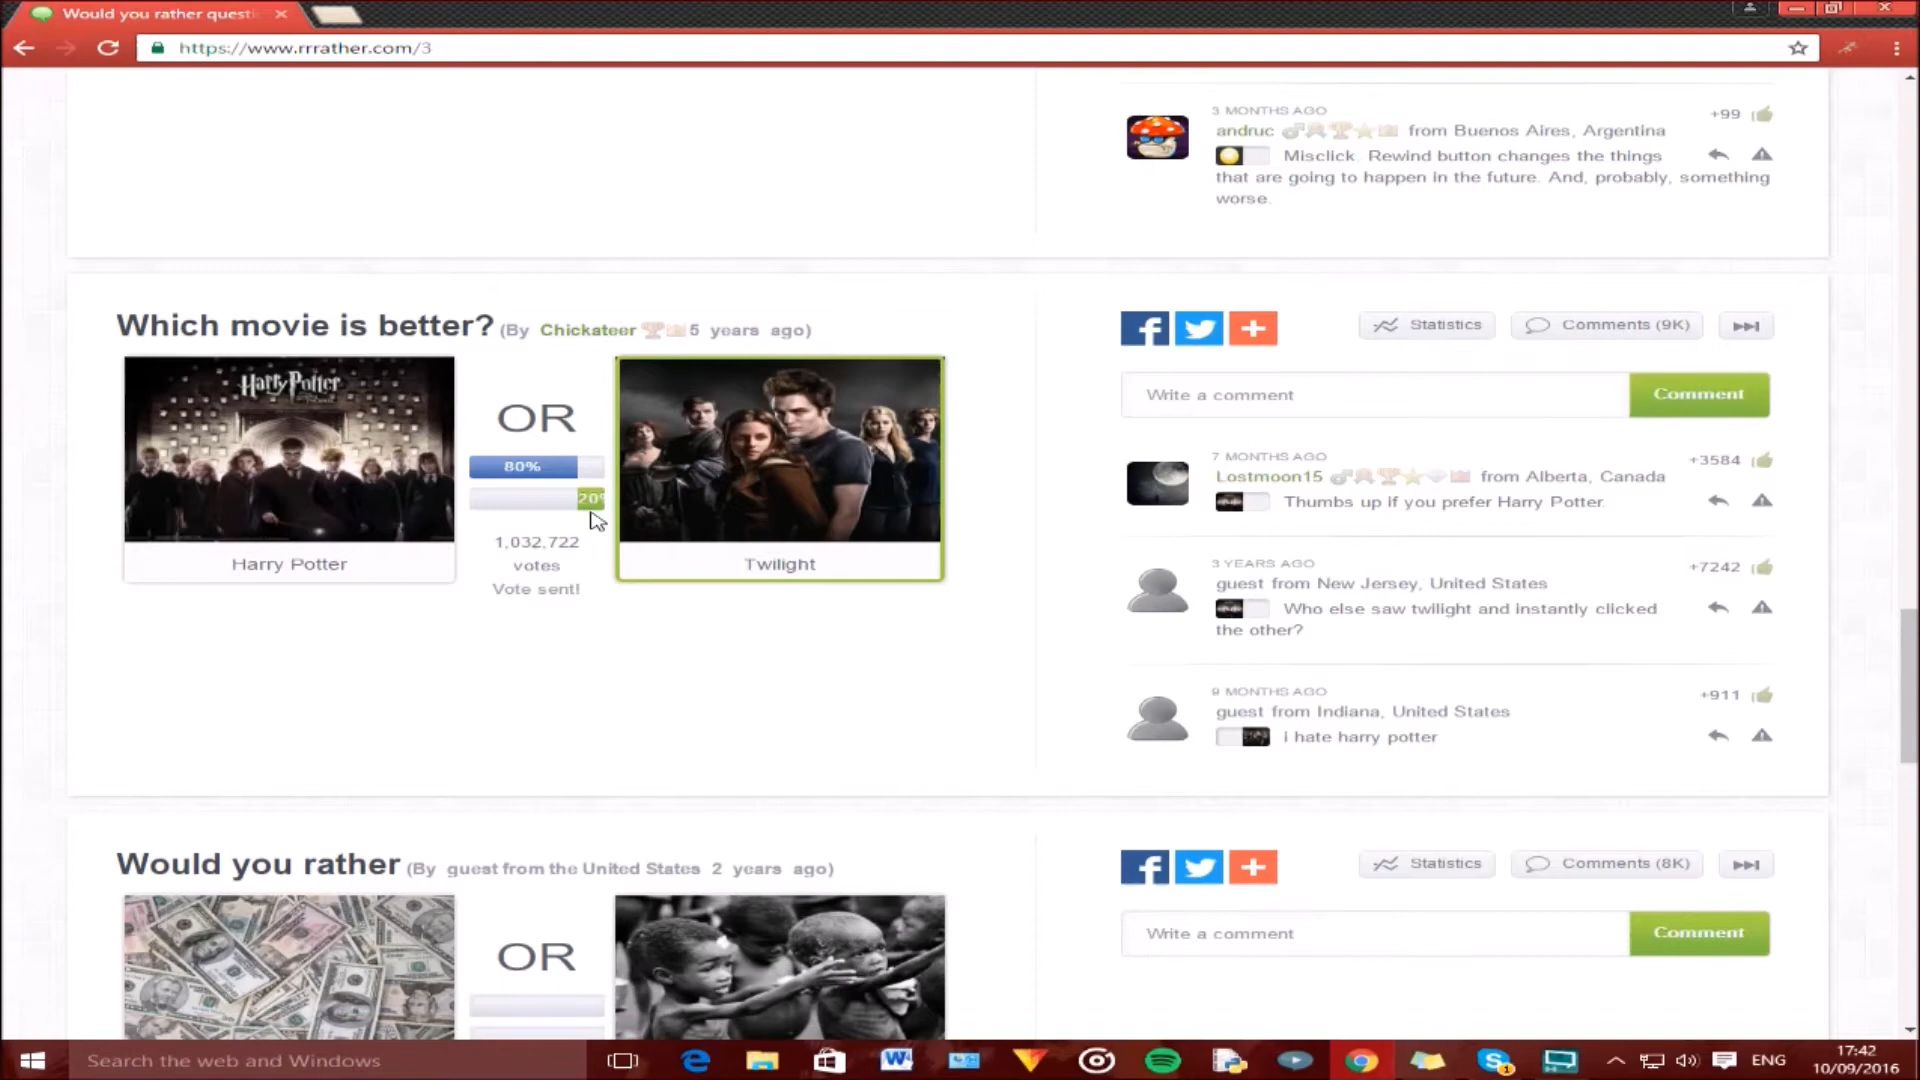 Would you rather questi
https://www.rrrather.com/3
3 MONTHS AGO
+99
andruc from Buenos Aires, Argentina
Misclick. Rewind button changes the things
that are going to happen in the future. And, probably, something
worse.
Which movie is better? (By Chickateer 5 years ago)
Statistics
Comments (9K)
Harry Potter
OR
80%
20%
1,032,722
votes
Vote sent!
Harry Potter
Twilight
Write a comment
Comment
7 MONTHS AGO
+3584
Lostmoon15 from Alberta, Canada
Thumbs up if you prefer Harry Potter.
3 YEARS AGO
+7242
guest from New Jersey, United States
Who else saw twilight and instantly clicked
the other?
9 MONTHS AGO
+911
guest from Indiana, United States
i hate harry potter
Would you rather (By guest from the United States 2 years ago)
Statistics
Comments (8K)
OR
Write a comment
Comment
Search the web and Windows
ENG
17:42
10/09/2016